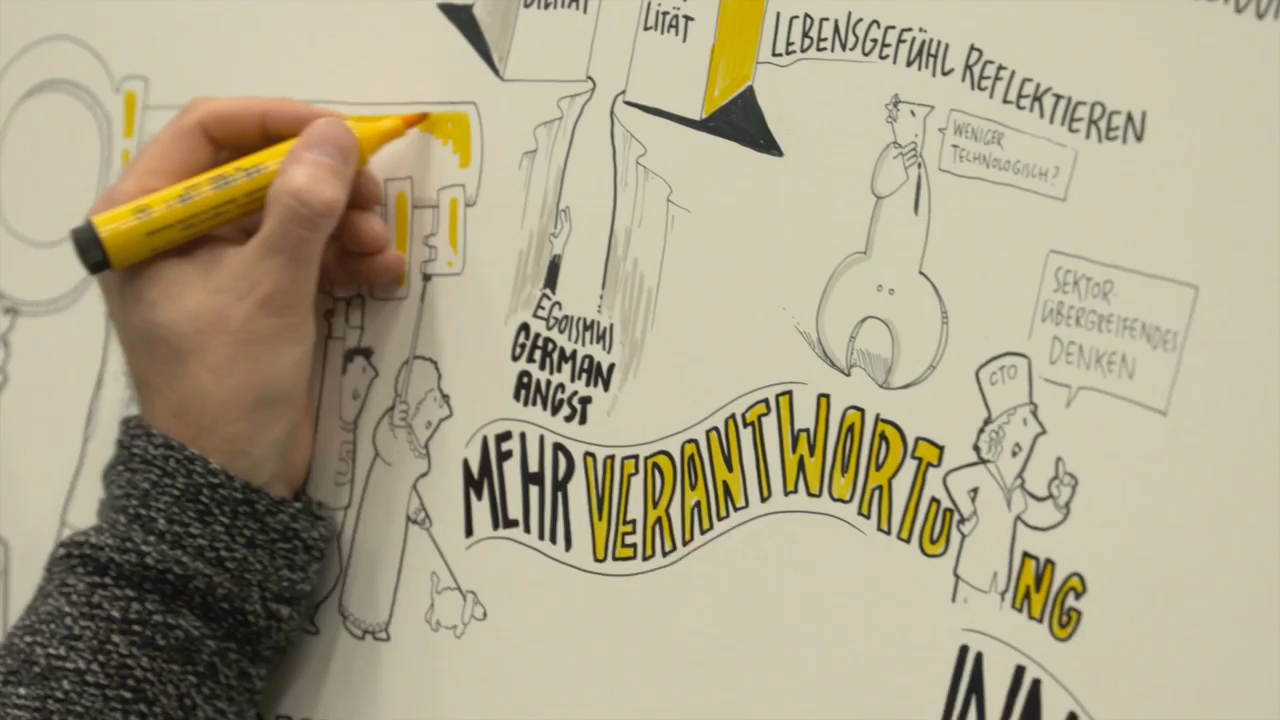 LITÄT
LEBENSGEFÜHL REFLEKTIEREN
WENIGER
TECHNOLOGISCH?
SEKTOR-
ÜBERGREIFENDES
DENKEN
CTO
EGOISMUS
GERMAN
ANGST
MEHR VERANTWORTUNG